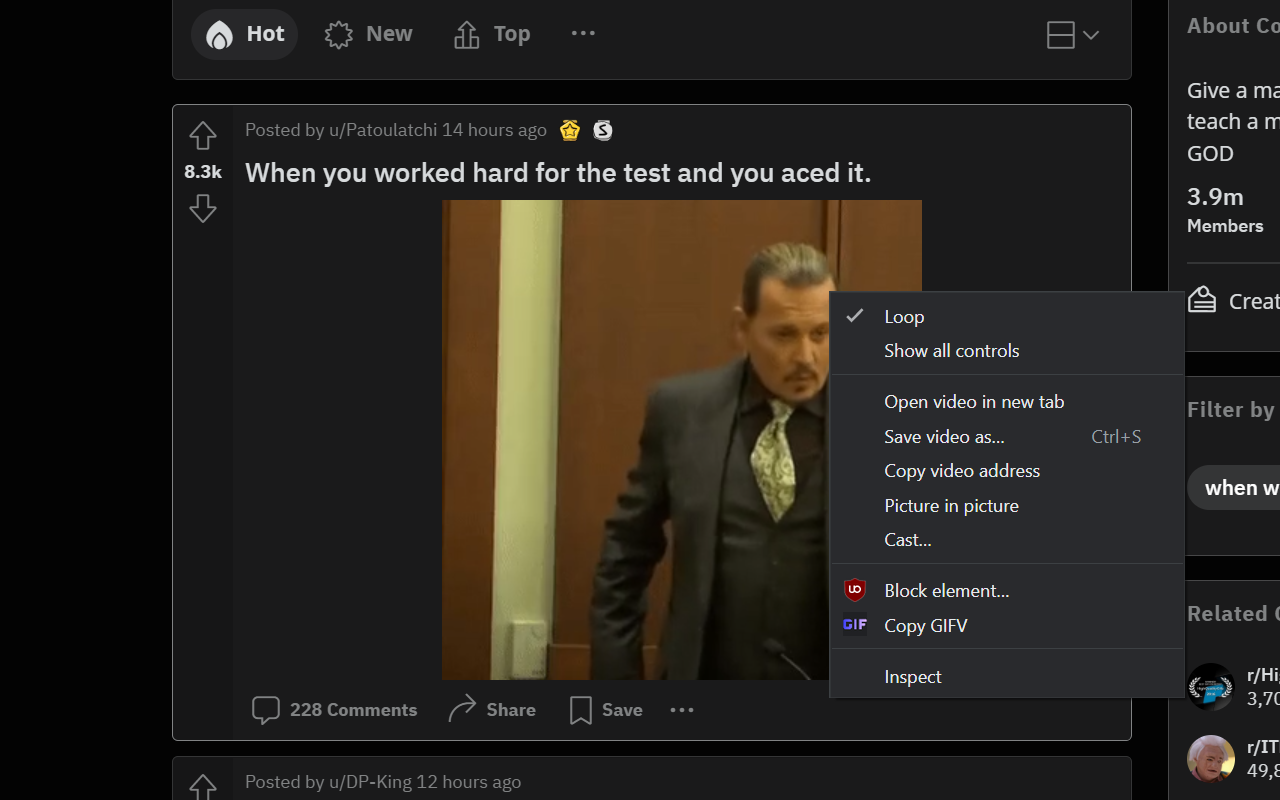 Hot New Top
About Co
Give a ma
teach a m
GOD
3.9m
Members
Creat
Filter by
when w
Related C
r/Hi
3,70
r/IT
49,8
Posted by u/Patoulatchi 14 hours ago
8.3k
When you worked hard for the test and you aced it.
Loop
Show all controls
Open video in new tab
Save video as... Ctrl+S
Copy video address
Picture in picture
Cast...
Block element...
GIF Copy GIFV
Inspect
228 Comments Share Save
Posted by u/DP-King 12 hours ago